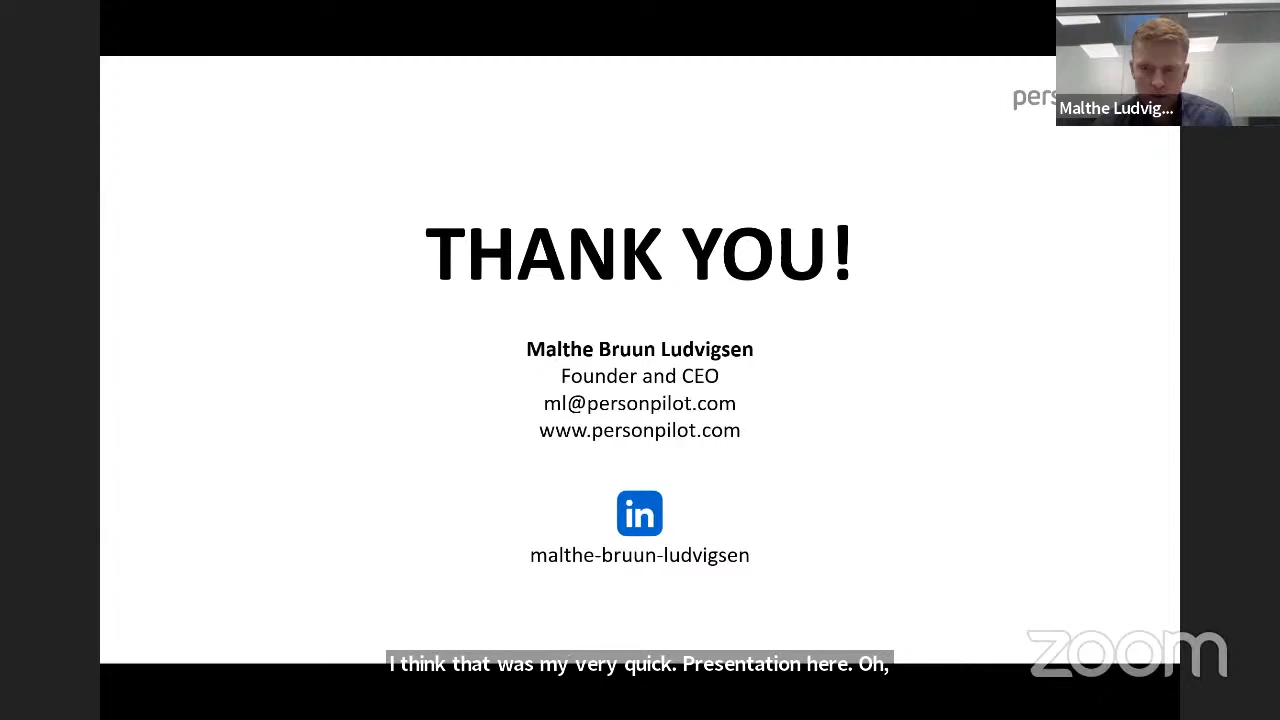 pers
Malthe Ludvig...
THANK YOU!
Malthe Bruun Ludvigsen
Founder and CEO
ml@personpilot.com
www.personpilot.com
in
malthe-bruun-ludvigsen
zoom
I think that was my very quick. Presentation here. Oh,